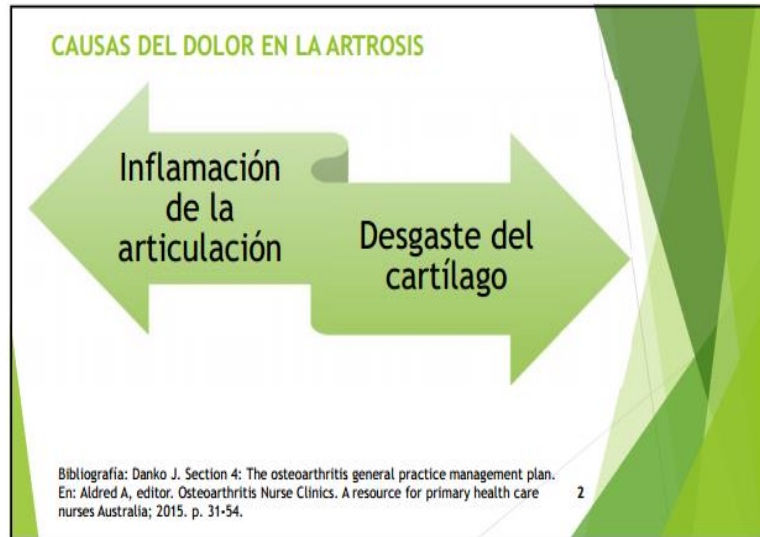 CAUSAS DEL DOLOR EN LA ARTROSIS
Inflamación
de la
articulación
Desgaste del
cartílago
Bibliografía: Danko J. Section 4: The osteoarthritis general practice management plan.
En: Aldred A, editor. Osteoarthritis Nurse Clinics. A resource for primary health care
nurses Australia; 2015. p. 31-54.
2